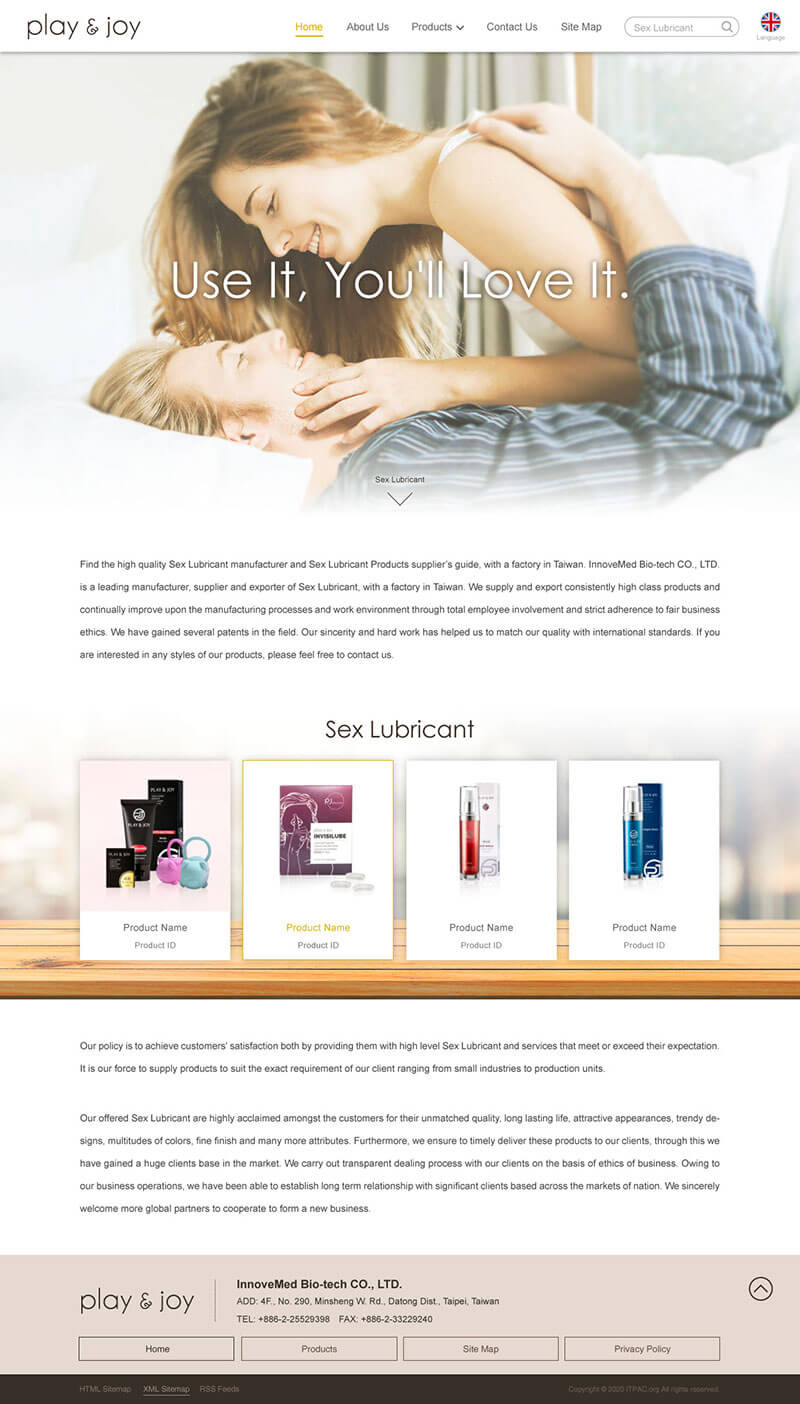 play & joy
Home About Us Products Contact Us Site Map Sex Lubricant
Language
Use It, You'll Love It.
Sex Lubricant
Find the high quality Sex Lubricant manufacturer and Sex Lubricant Products supplier's guide, with a factory in Taiwan. InnoveMed Bio-tech CO., LTD.
is a leading manufacturer, supplier and exporter of Sex Lubricant, with a factory in Taiwan. We supply and export consistently high class products and
continually improve upon the manufacturing processes and work environment through total employee involvement and strict adherence to fair business
ethics. We have gained several patents in the field. Our sincerity and hard work has helped us to match our quality with international standards. If you
are interested in any styles of our products, please feel free to contact us.
Sex Lubricant
PLAY & JOY
PLAY & JOY
PLAY & JOY
INVISILUBE
PLAY & JOY
PLAY & JOY
Product Name Product Name Product Name Product Name
Product ID Product ID Product ID Product ID
Our policy is to achieve customers' satisfaction both by providing them with high level Sex Lubricant and services that meet or exceed their expectation.
It is our force to supply products to suit the exact requirement of our client ranging from small industries to production units.
Our offered Sex Lubricant are highly acclaimed amongst the customers for their unmatched quality, long lasting life, attractive appearances, trendy de-
signs, multitudes of colors, fine finish and many more attributes. Furthermore, we ensure to timely deliver these products to our clients, through this we
have gained a huge clients base in the market. We carry out transparent dealing process with our clients on the basis of ethics of business. Owing to
our business operations, we have been able to establish long term relationship with significant clients based across the markets of nation. We sincerely
welcome more global partners to cooperate to form a new business.
play & joy
InnoveMed Bio-tech CO., LTD.
ADD: 4F., No. 290, Minsheng W. Rd., Datong Dist., Taipei, Taiwan
TEL: +886-2-25529398 FAX: +886-2-33229240
Home Products Site Map Privacy Policy
HTML Sitemap XML Sitemap RSS Feeds Copyright © 2020 ITPAC.org All rights reserved.